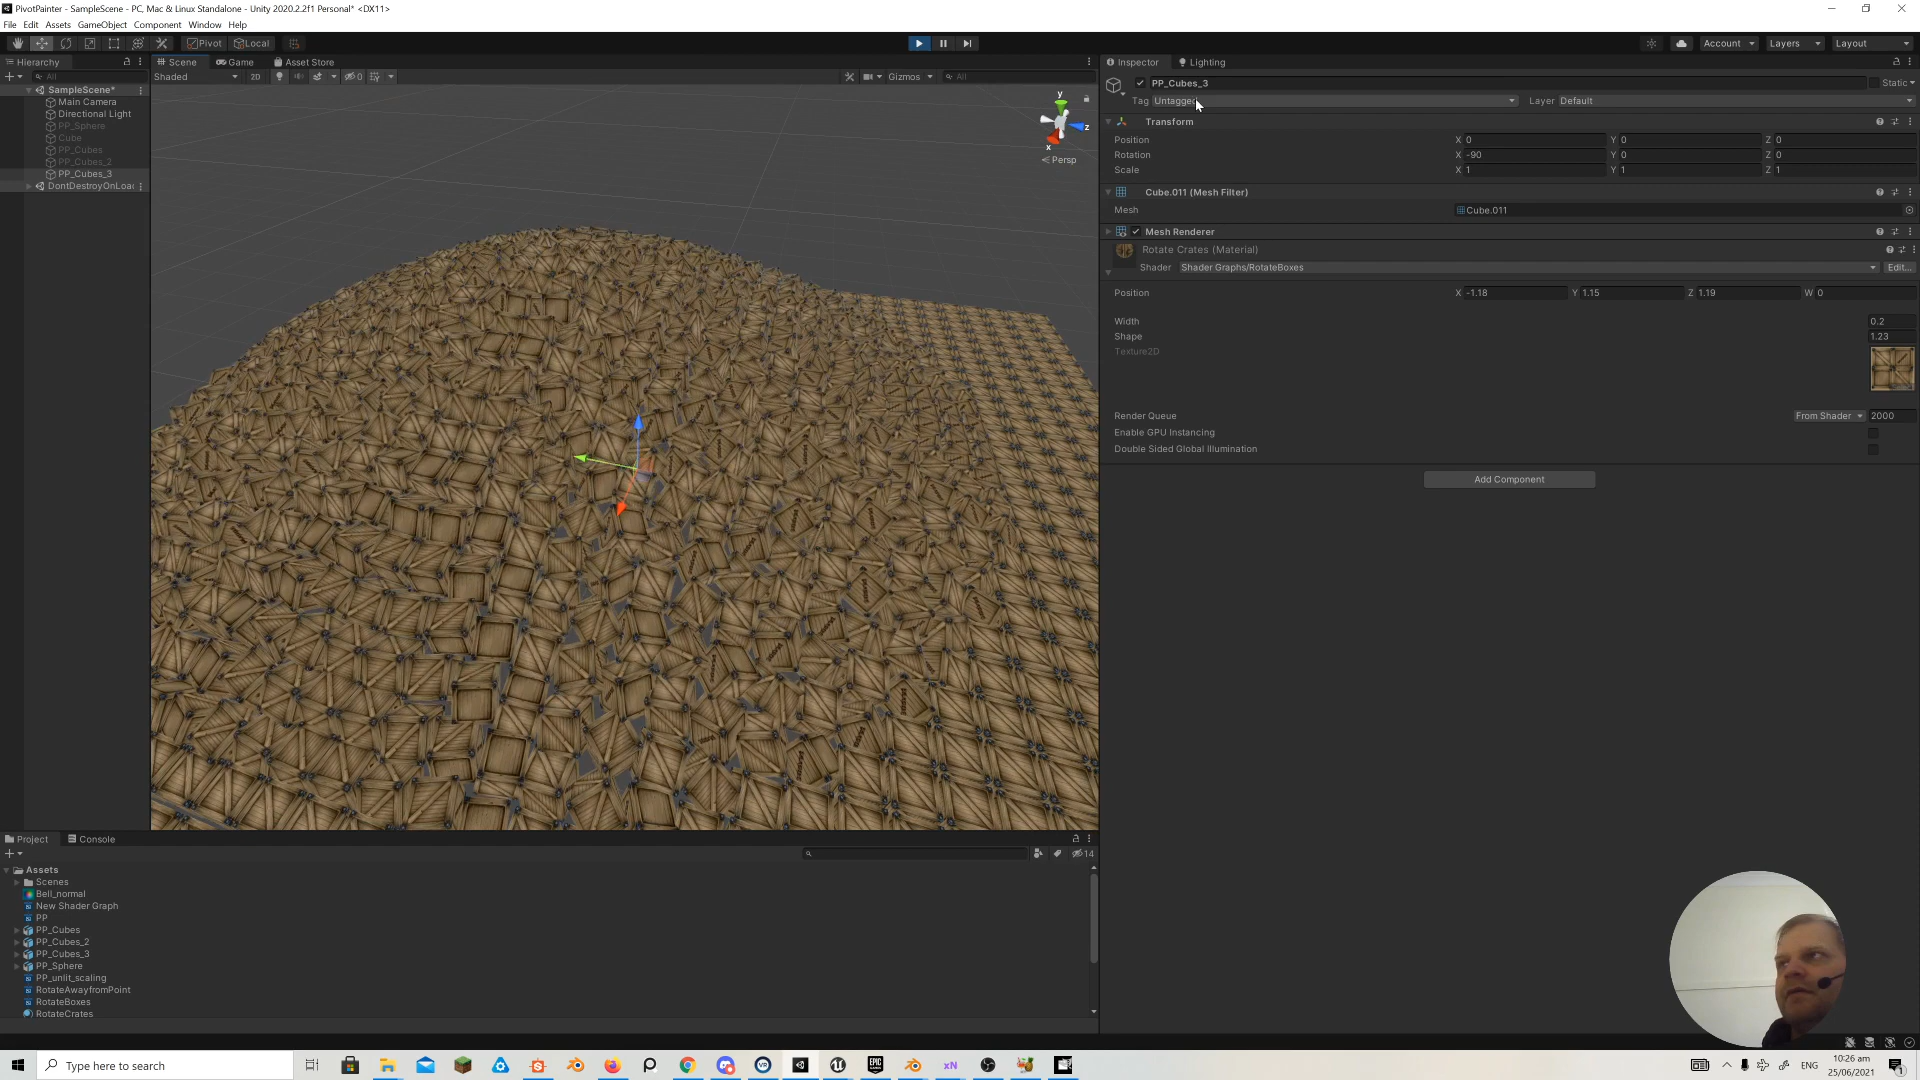 PivotPainter - SampleScene - PC, Mac & Linux Standalone - Unity 2020.2.2f1 Personal* <DX11>
File Edit Assets GameObject Component Window Help
Pivot Local Account Layers Layout
Hierarchy
All
SampleScene*
Main Camera
Directional Light
PP_Sphere
Cube
PP_Cubes
PP_Cubes_2
PP_Cubes_3
DontDestroyOnLoad
Scene Game Asset Store
Shaded 2D 0 Gizmos All
y
z
x
Persp
Inspector Lighting
PP_Cubes_3 Static
Tag Untagged Layer Default
Transform
Position X 0 Y 0 Z 0
Rotation X -90 Y 0 Z 0
Scale X 1 Y 1 Z 1
Cube.011 (Mesh Filter)
Mesh Cube.011
Mesh Renderer
Rotate Crates (Material)
Shader Shader Graphs/RotateBoxes Edit...
Position X -1.18 Y 1.15 Z 1.19 W 0
Width 0.2
Shape 1.23
Texture2D
Render Queue From Shader 2000
Enable GPU Instancing
Double Sided Global Illumination
Add Component
Project Console
14
Assets
Scenes
Bell_normal
New Shader Graph
PP
PP_Cubes
PP_Cubes_2
PP_Cubes_3
PP_Sphere
PP_unlit_scaling
RotateAwayfromPoint
RotateBoxes
RotateCrates
Type here to search
ENG
10:26 am
25/06/2021